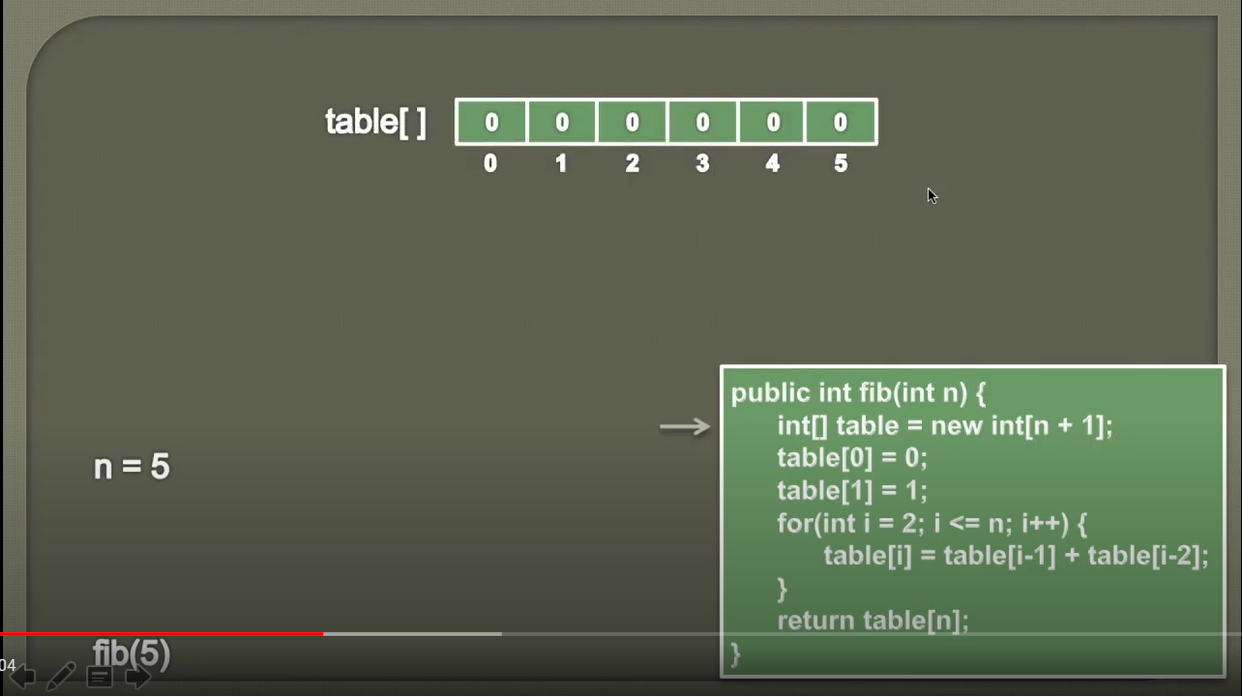 table[ ] 0 0 0 0 0 0
0 1 2 3 4 5
public int fib(int n) {
int[] table = new int[n + 1];
table[0] = 0;
n = 5
table[1] = 1;
for(int i = 2; i <= n; i++) {
table[i] = table[i-1] + table[i-2];
}
return table[n];
fib(5)
}
04